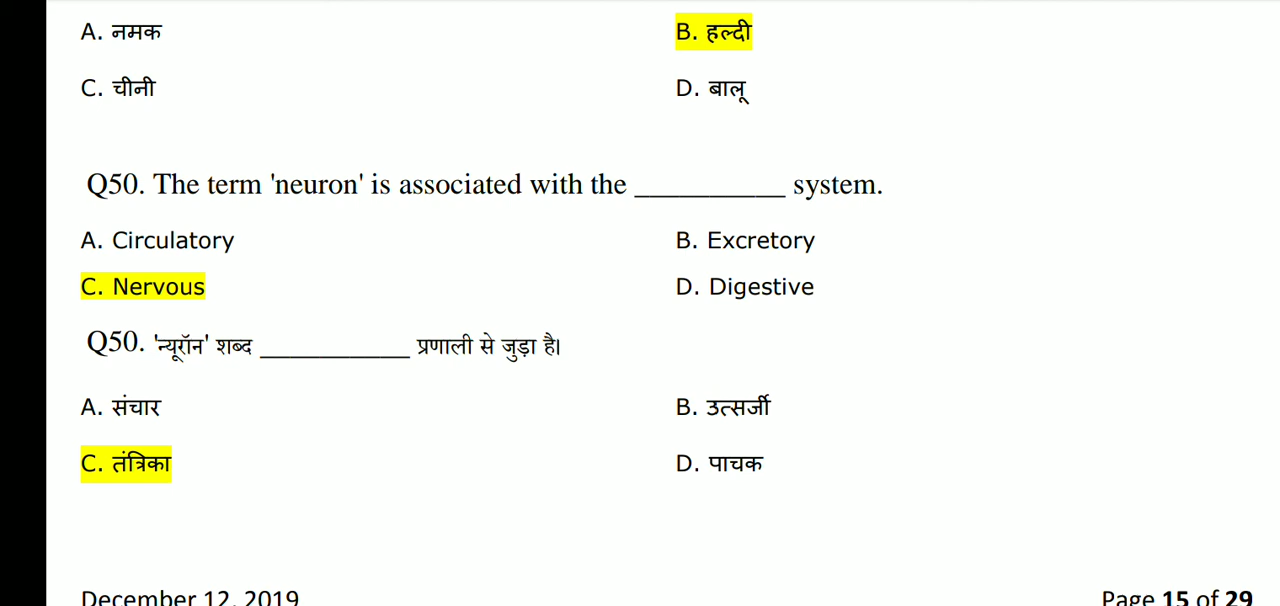 A. नमक B. हल्दी
C. चीनी D. बालू
Q50. The term 'neuron' is associated with the __________ system.
A. Circulatory B. Excretory
C. Nervous D. Digestive
Q50. 'न्यूरॉन' शब्द __________ प्रणाली से जुड़ा है।
A. संचार B. उत्सर्जी
C. तंत्रिका D. पाचक
December 12, 2019 Page 15 of 29